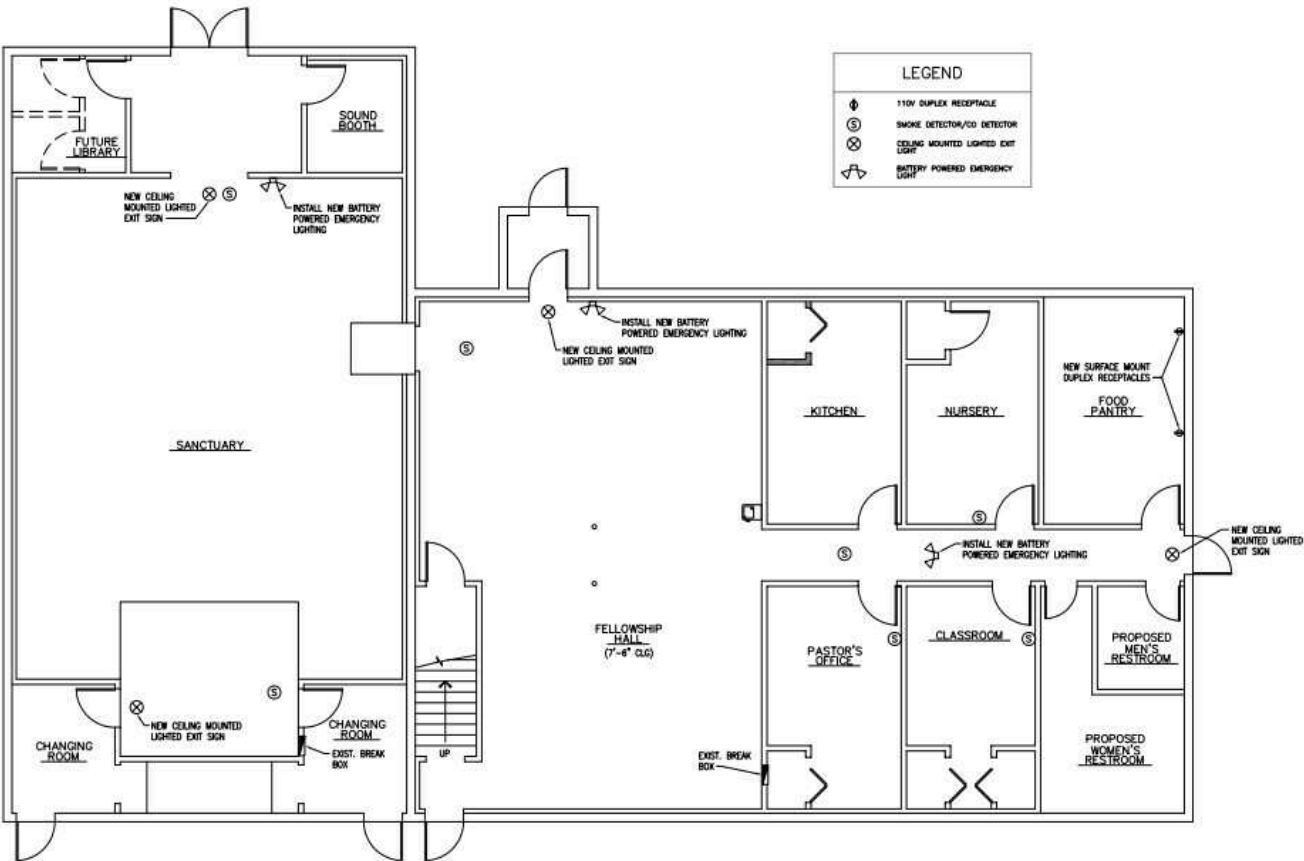 LEGEND
110V DUPLEX RECEPTACLE
S
SMOKE DETECTOR/CO DETECTOR
CEILING MOUNTED LIGHTED EXIT
LIGHT
BATTERY POWERED EMERGENCY
LIGHT
FUTURE
LIBRARY
SOUND
BOOTH
NEW CEILING
MOUNTED LIGHTED
EXIT SIGN
S
INSTALL NEW BATTERY
POWERED EMERGENCY
LIGHTING
SANCTUARY
S
NEW CEILING MOUNTED
LIGHTED EXIT SIGN
CHANGING
ROOM
CHANGING
ROOM
EXIST. BREAK
BOX
S
INSTALL NEW BATTERY
POWERED EMERGENCY LIGHTING
NEW CEILING MOUNTED
LIGHTED EXIT SIGN
FELLOWSHIP
HALL
(7'-6" CLG)
UP
EXIST. BREAK
BOX
KITCHEN
NURSERY
S
NEW SURFACE MOUNT
DUPLEX RECEPTACLES
FOOD
PANTRY
S
INSTALL NEW BATTERY
POWERED EMERGENCY LIGHTING
NEW CEILING
MOUNTED LIGHTED
EXIT SIGN
PASTOR'S
OFFICE
S
CLASSROOM
S
PROPOSED
MEN'S
RESTROOM
PROPOSED
WOMEN'S
RESTROOM